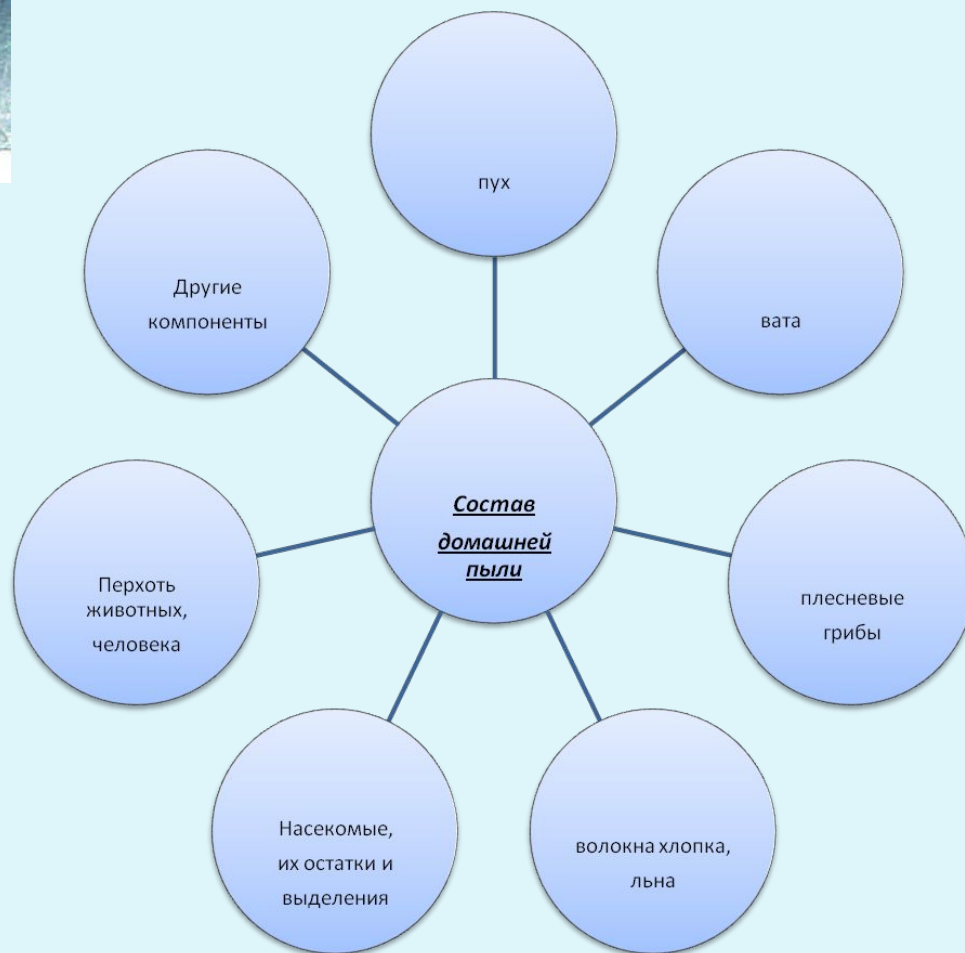 пух
Другие
компоненты
вата
Состав
домашней
пыли
Перхоть
животных,
человека
плесневые
грибы
Насекомые,
их остатки и
выделения
волокна хлопка,
льна